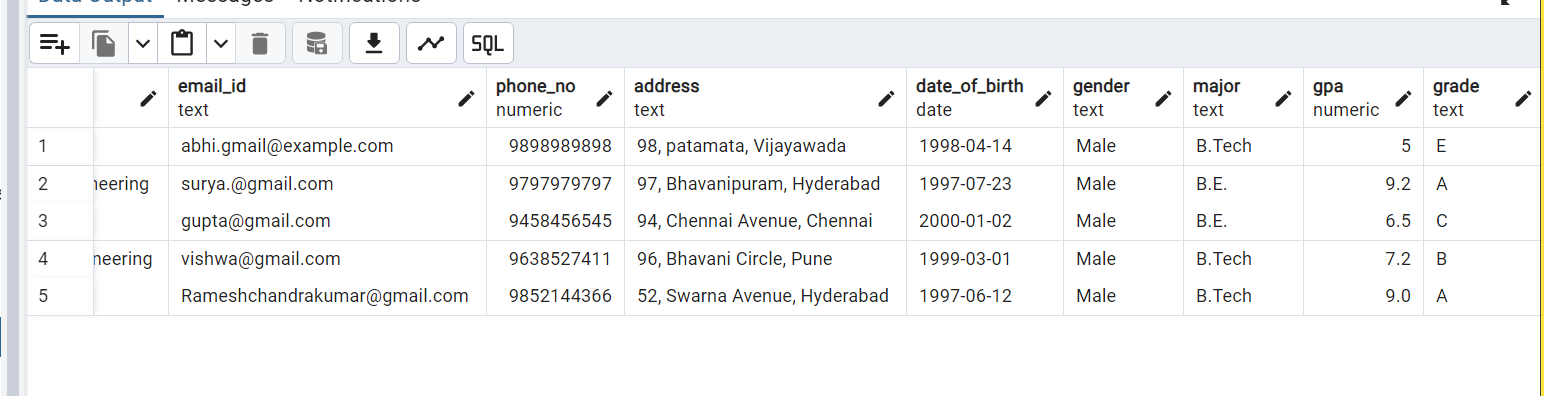 Data Output Messages Notifications
SQL
email_id phone_no address date_of_birth gender major gpa grade
text numeric text date text text numeric text
1 abhi.gmail@example.com 9898989898 98, patamata, Vijayawada 1998-04-14 Male B.Tech 5 E
2 neering surya.@gmail.com 9797979797 97, Bhavanipuram, Hyderabad 1997-07-23 Male B.E. 9.2 A
3 gupta@gmail.com 9458456545 94, Chennai Avenue, Chennai 2000-01-02 Male B.E. 6.5 C
4 neering vishwa@gmail.com 9638527411 96, Bhavani Circle, Pune 1999-03-01 Male B.Tech 7.2 B
5 Rameshchandrakumar@gmail.com 9852144366 52, Swarna Avenue, Hyderabad 1997-06-12 Male B.Tech 9.0 A